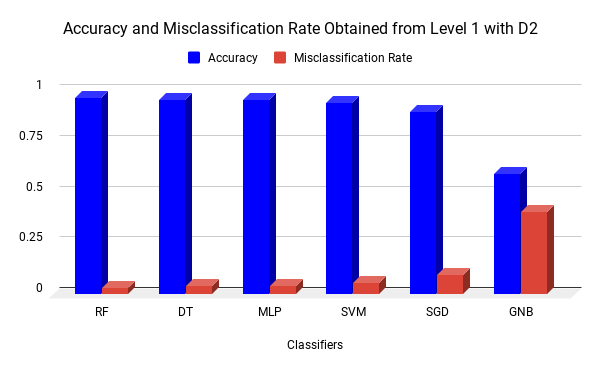 Accuracy and Misclassification Rate Obtained from Level 1 with D2
Accuracy Misclassification Rate
1
0.75
0.5
0.25
0
RF DT MLP SVM SGD GNB
Classifiers